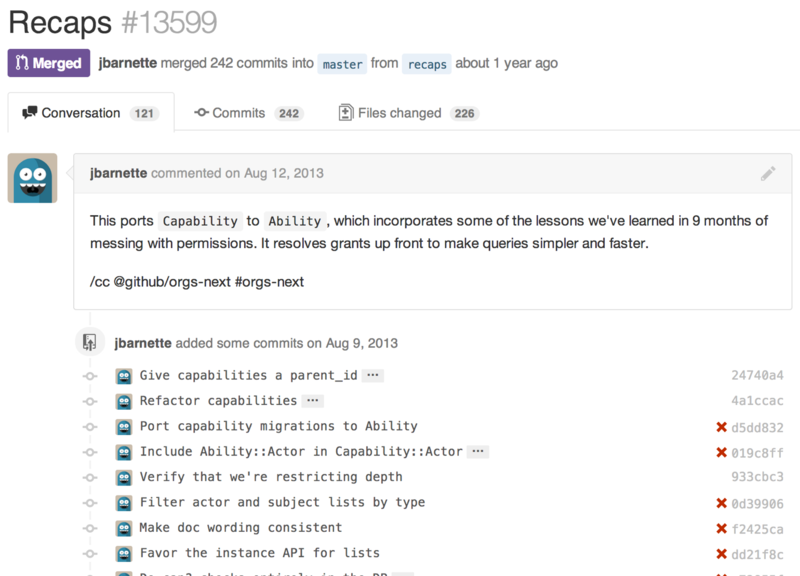 Recaps #13599
Merged jbarnette merged 242 commits into master from recaps about 1 year ago
Conversation 121 Commits 242 Files changed 226
jbarnette commented on Aug 12, 2013
This ports Capability to Ability, which incorporates some of the lessons we've learned in 9 months of
messing with permissions. It resolves grants up front to make queries simpler and faster.
/cc @github/orgs-next #orgs-next
jbarnette added some commits on Aug 9, 2013
Give capabilities a parent_id ... 24740a4
Refactor capabilities ... 4a1ccac
Port capability migrations to Ability d5dd832
Include Ability::Actor in Capability::Actor ... 019c8ff
Verify that we're restricting depth 933cbc3
Filter actor and subject lists by type 0d39906
Make doc wording consistent f2425ca
Favor the instance API for lists dd21f8c